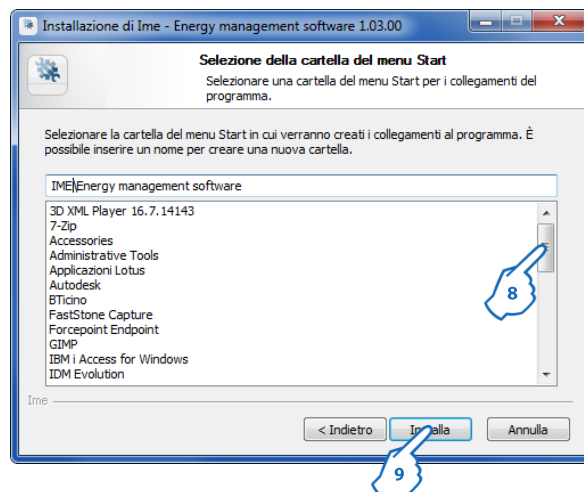 Installazione di Ime - Energy management software 1.03.00
Selezione della cartella del menu Start
Selezionare una cartella del menu Start per i collegamenti del
programma.
Selezionare la cartella del menu Start in cui verranno creati i collegamenti al programma. È
possibile inserire un nome per creare una nuova cartella.
IME\Energy management software
3D XML Player 16.7.14143
7-Zip
Accessories
Administrative Tools
Applicazioni Lotus
Autodesk
BTicino
FastStone Capture
Forcepoint Endpoint
GIMP
IBM i Access for Windows
IDM Evolution
8
Ime
< Indietro
Installa
Annulla
9